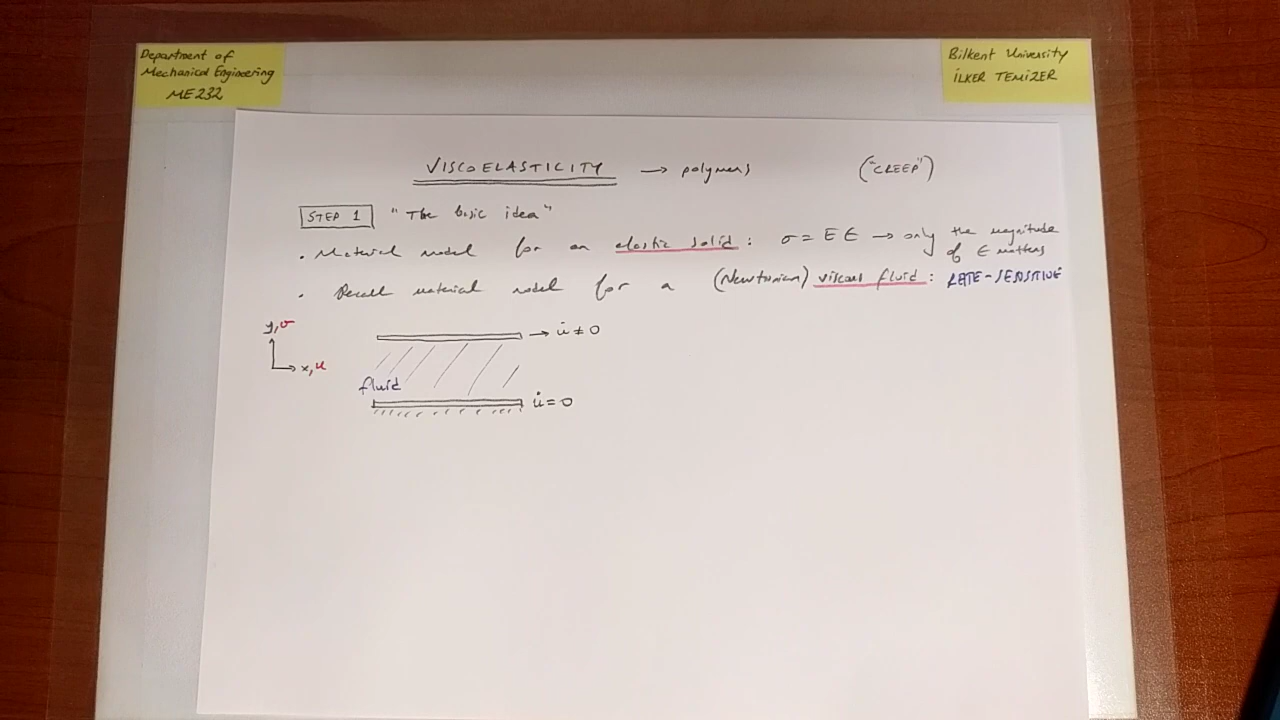 Department of
Mechanical Engineering
ME232
Bilkent University
İLKER TEMİZER
VISCOELASTICITY → polymers ("CREEP")
STEP 1 "The basic idea"
• Material model for an elastic solid : σ = E ϵ → only the magnitude
of ϵ matters
• Recall material model for a (Newtonian) viscous fluid : RATE-SENSITIVE
y,v
x,u
u̇ ≠ 0
fluid
u̇ = 0